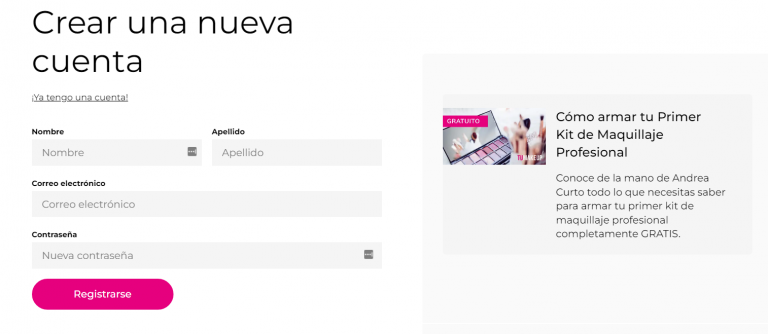 Crear una nueva
cuenta
¡Ya tengo una cuenta!
Nombre
Apellido
Nombre
Apellido
Correo electrónico
Correo electrónico
Contraseña
Nueva contraseña
Registrarse
GRATUITO
TUMAKEUP
Cómo armar tu Primer
Kit de Maquillaje
Profesional
Conoce de la mano de Andrea
Curto todo lo que necesitas saber
para armar tu primer kit de
maquillaje profesional
completamente GRATIS.